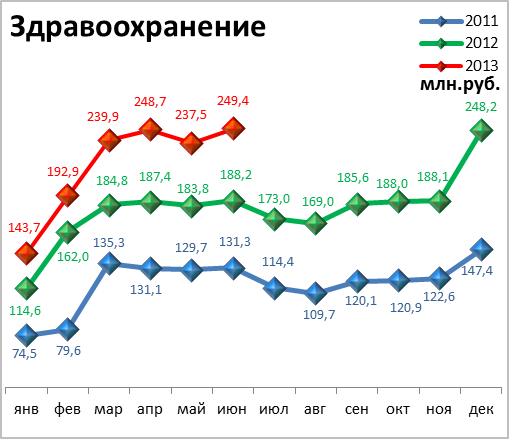 Здравоохранение
2011
2012
2013
млн.руб.
143,7 192,9 239,9 248,7 237,5 249,4
114,6 162,0 184,8 187,4 183,8 188,2 173,0 169,0 185,6 188,0 188,1 248,2
74,5 79,6 135,3 131,1 129,7 131,3 114,4 109,7 120,1 120,9 122,6 147,4
янв фев мар апр май июн июл авг сен окт ноя дек